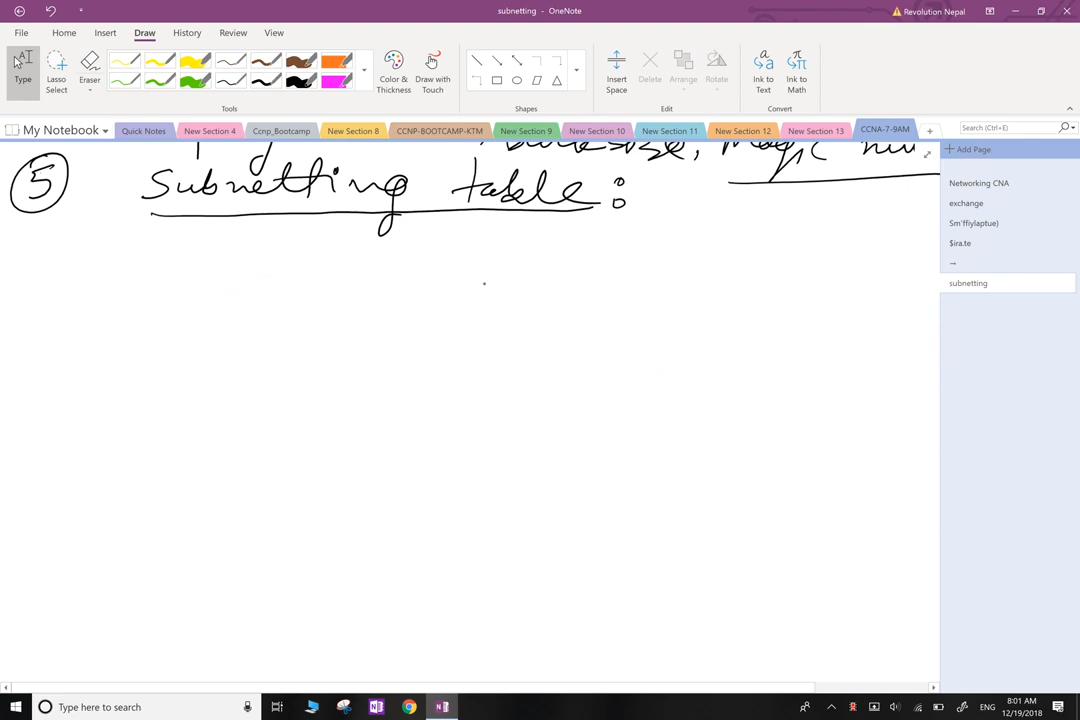 subnetting - OneNote
Revolution Nepal
File Home Insert Draw History Review View
Type
Lasso Select
Eraser
Color & Thickness
Draw with Touch
Insert Space
Delete
Arrange
Rotate
Ink to Text
Ink to Math
Tools
Shapes
Edit
Convert
My Notebook
Quick Notes
New Section 4
Ccnp_Bootcamp
New Section 8
CCNP-BOOTCAMP-KTM
New Section 9
New Section 10
New Section 11
New Section 12
New Section 13
CCNA-7-9AM
Search (Ctrl+E)
Add Page
Networking CNA
exchange
Sm'ffiylaptue)
$ira.te
→
subnetting
5 Subnetting table:
Type here to search
ENG
8:01 AM
12/19/2018